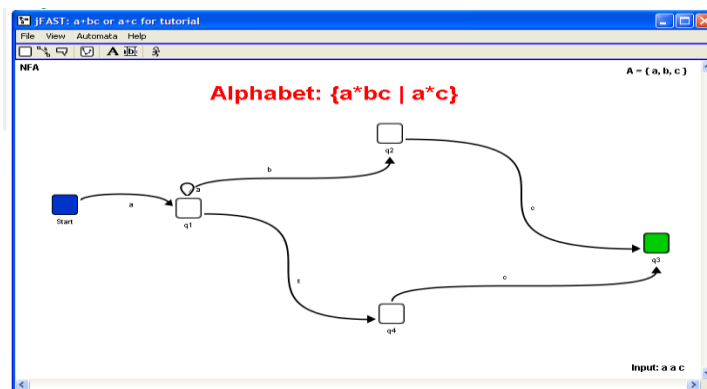 jFAST: a+bc or a+c for tutorial
File View Automata Help
NFA
A = { a, b, c }
Alphabet: {a*bc | a*c}
q2
b
a
q1
a
Start
c
q3
ε
c
q4
Input: a a c